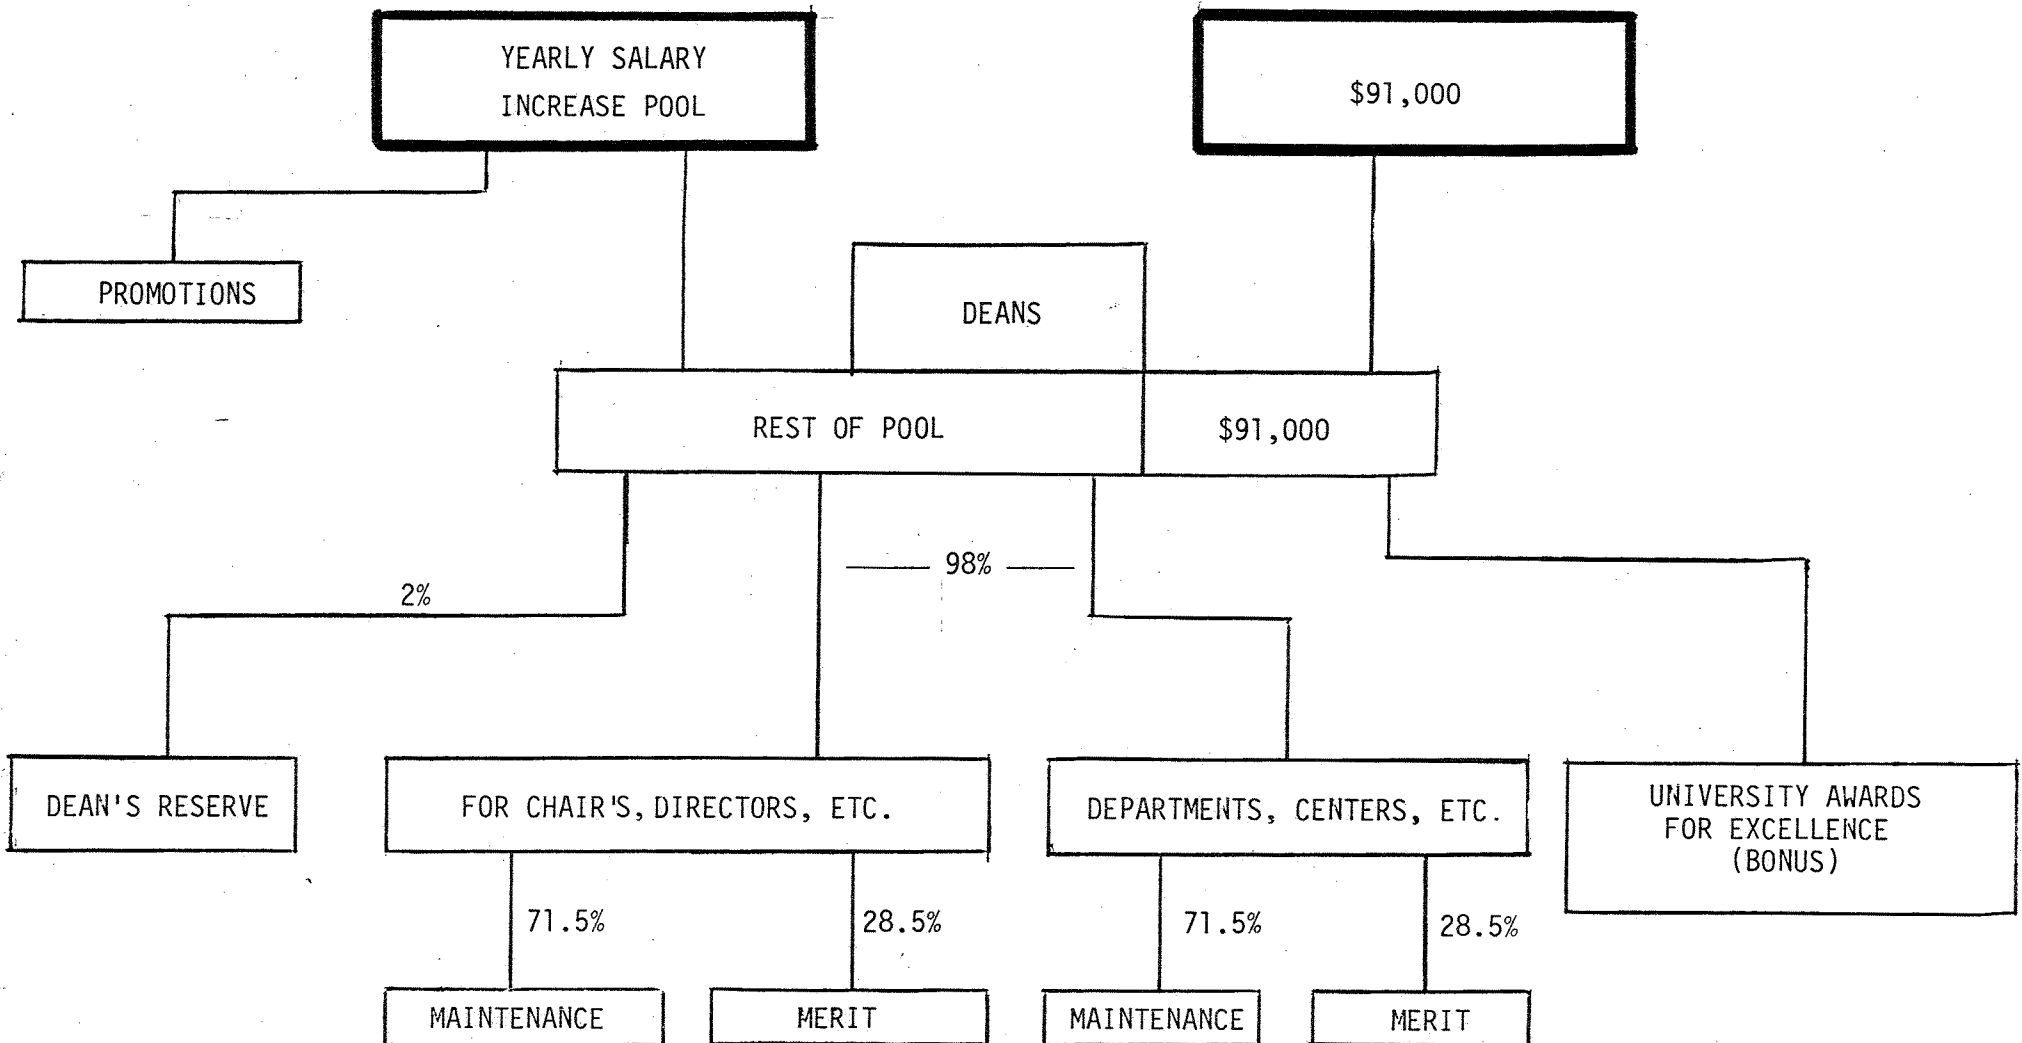 YEARLY SALARY
INCREASE POOL
$91,000
PROMOTIONS
DEANS
REST OF POOL
$91,000
98%
2%
DEAN'S RESERVE
FOR CHAIR'S, DIRECTORS, ETC.
DEPARTMENTS, CENTERS, ETC.
UNIVERSITY AWARDS
FOR EXCELLENCE
(BONUS)
71.5%
28.5%
71.5%
28.5%
MAINTENANCE
MERIT
MAINTENANCE
MERIT